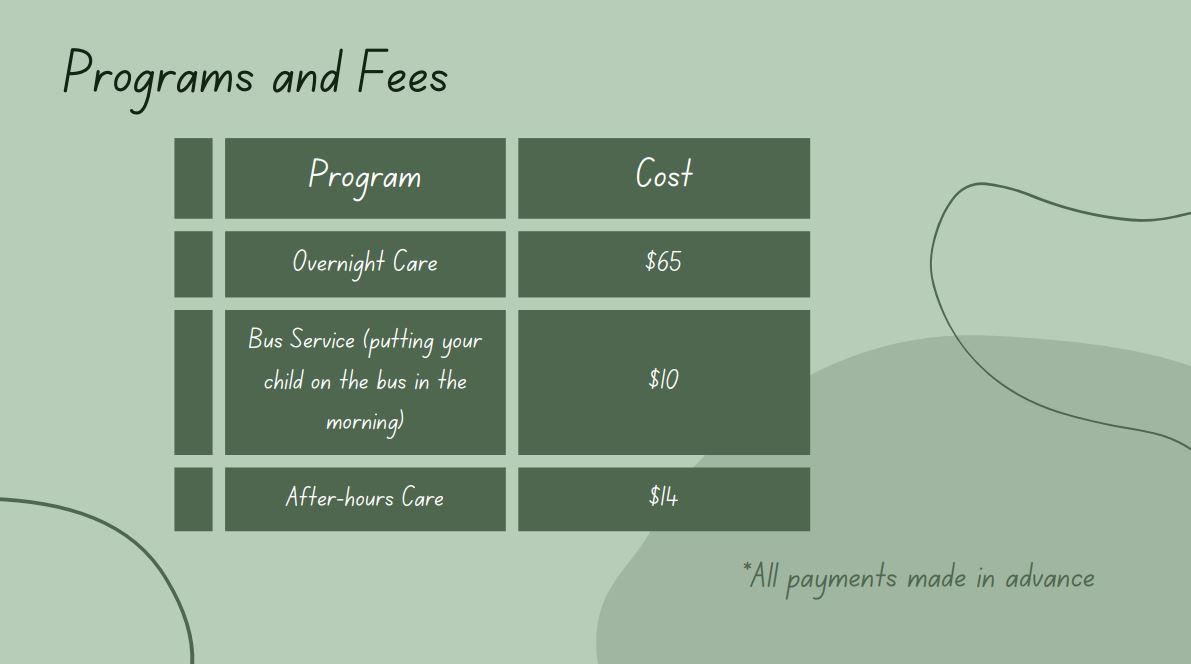 Programs and Fees
Program
Cost
Overnight Care
$65
Bus Service (putting your
child on the bus in the
morning)
$10
After-hours Care
$14
*All payments made in advance